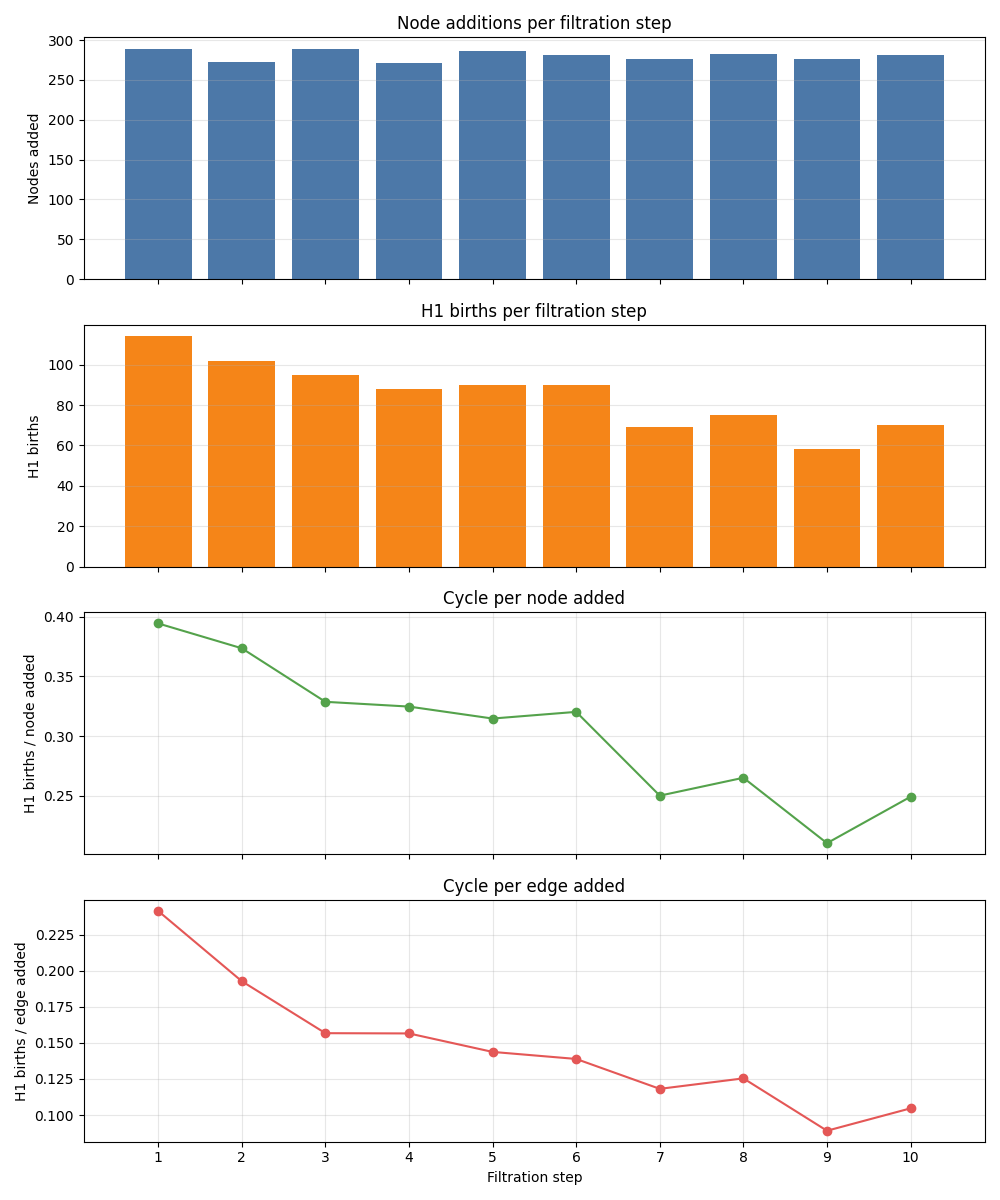 Node additions per filtration step
Nodes added
300
250
200
150
100
50
0
H1 births per filtration step
H1 births
100
80
60
40
20
0
Cycle per node added
H1 births / node added
0.40
0.35
0.30
0.25
Cycle per edge added
H1 births / edge added
0.225
0.200
0.175
0.150
0.125
0.100
1 2 3 4 5 6 7 8 9 10
Filtration step